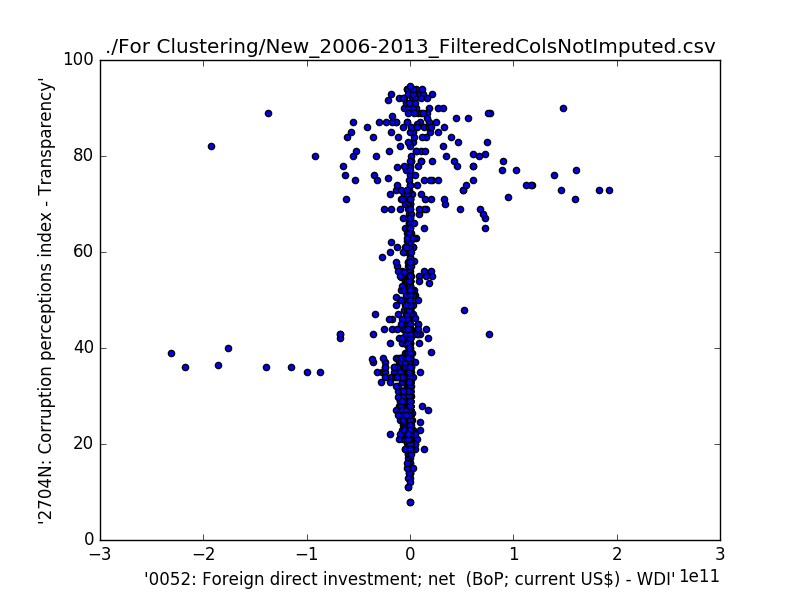 ./For Clustering/New_2006-2013_FilteredColsNotImputed.csv
'2704N: Corruption perceptions index - Transparency'
100
80
60
40
20
0
−3 −2 −1 0 1 2 3
1e11
'0052: Foreign direct investment; net  (BoP; current US$) - WDI'